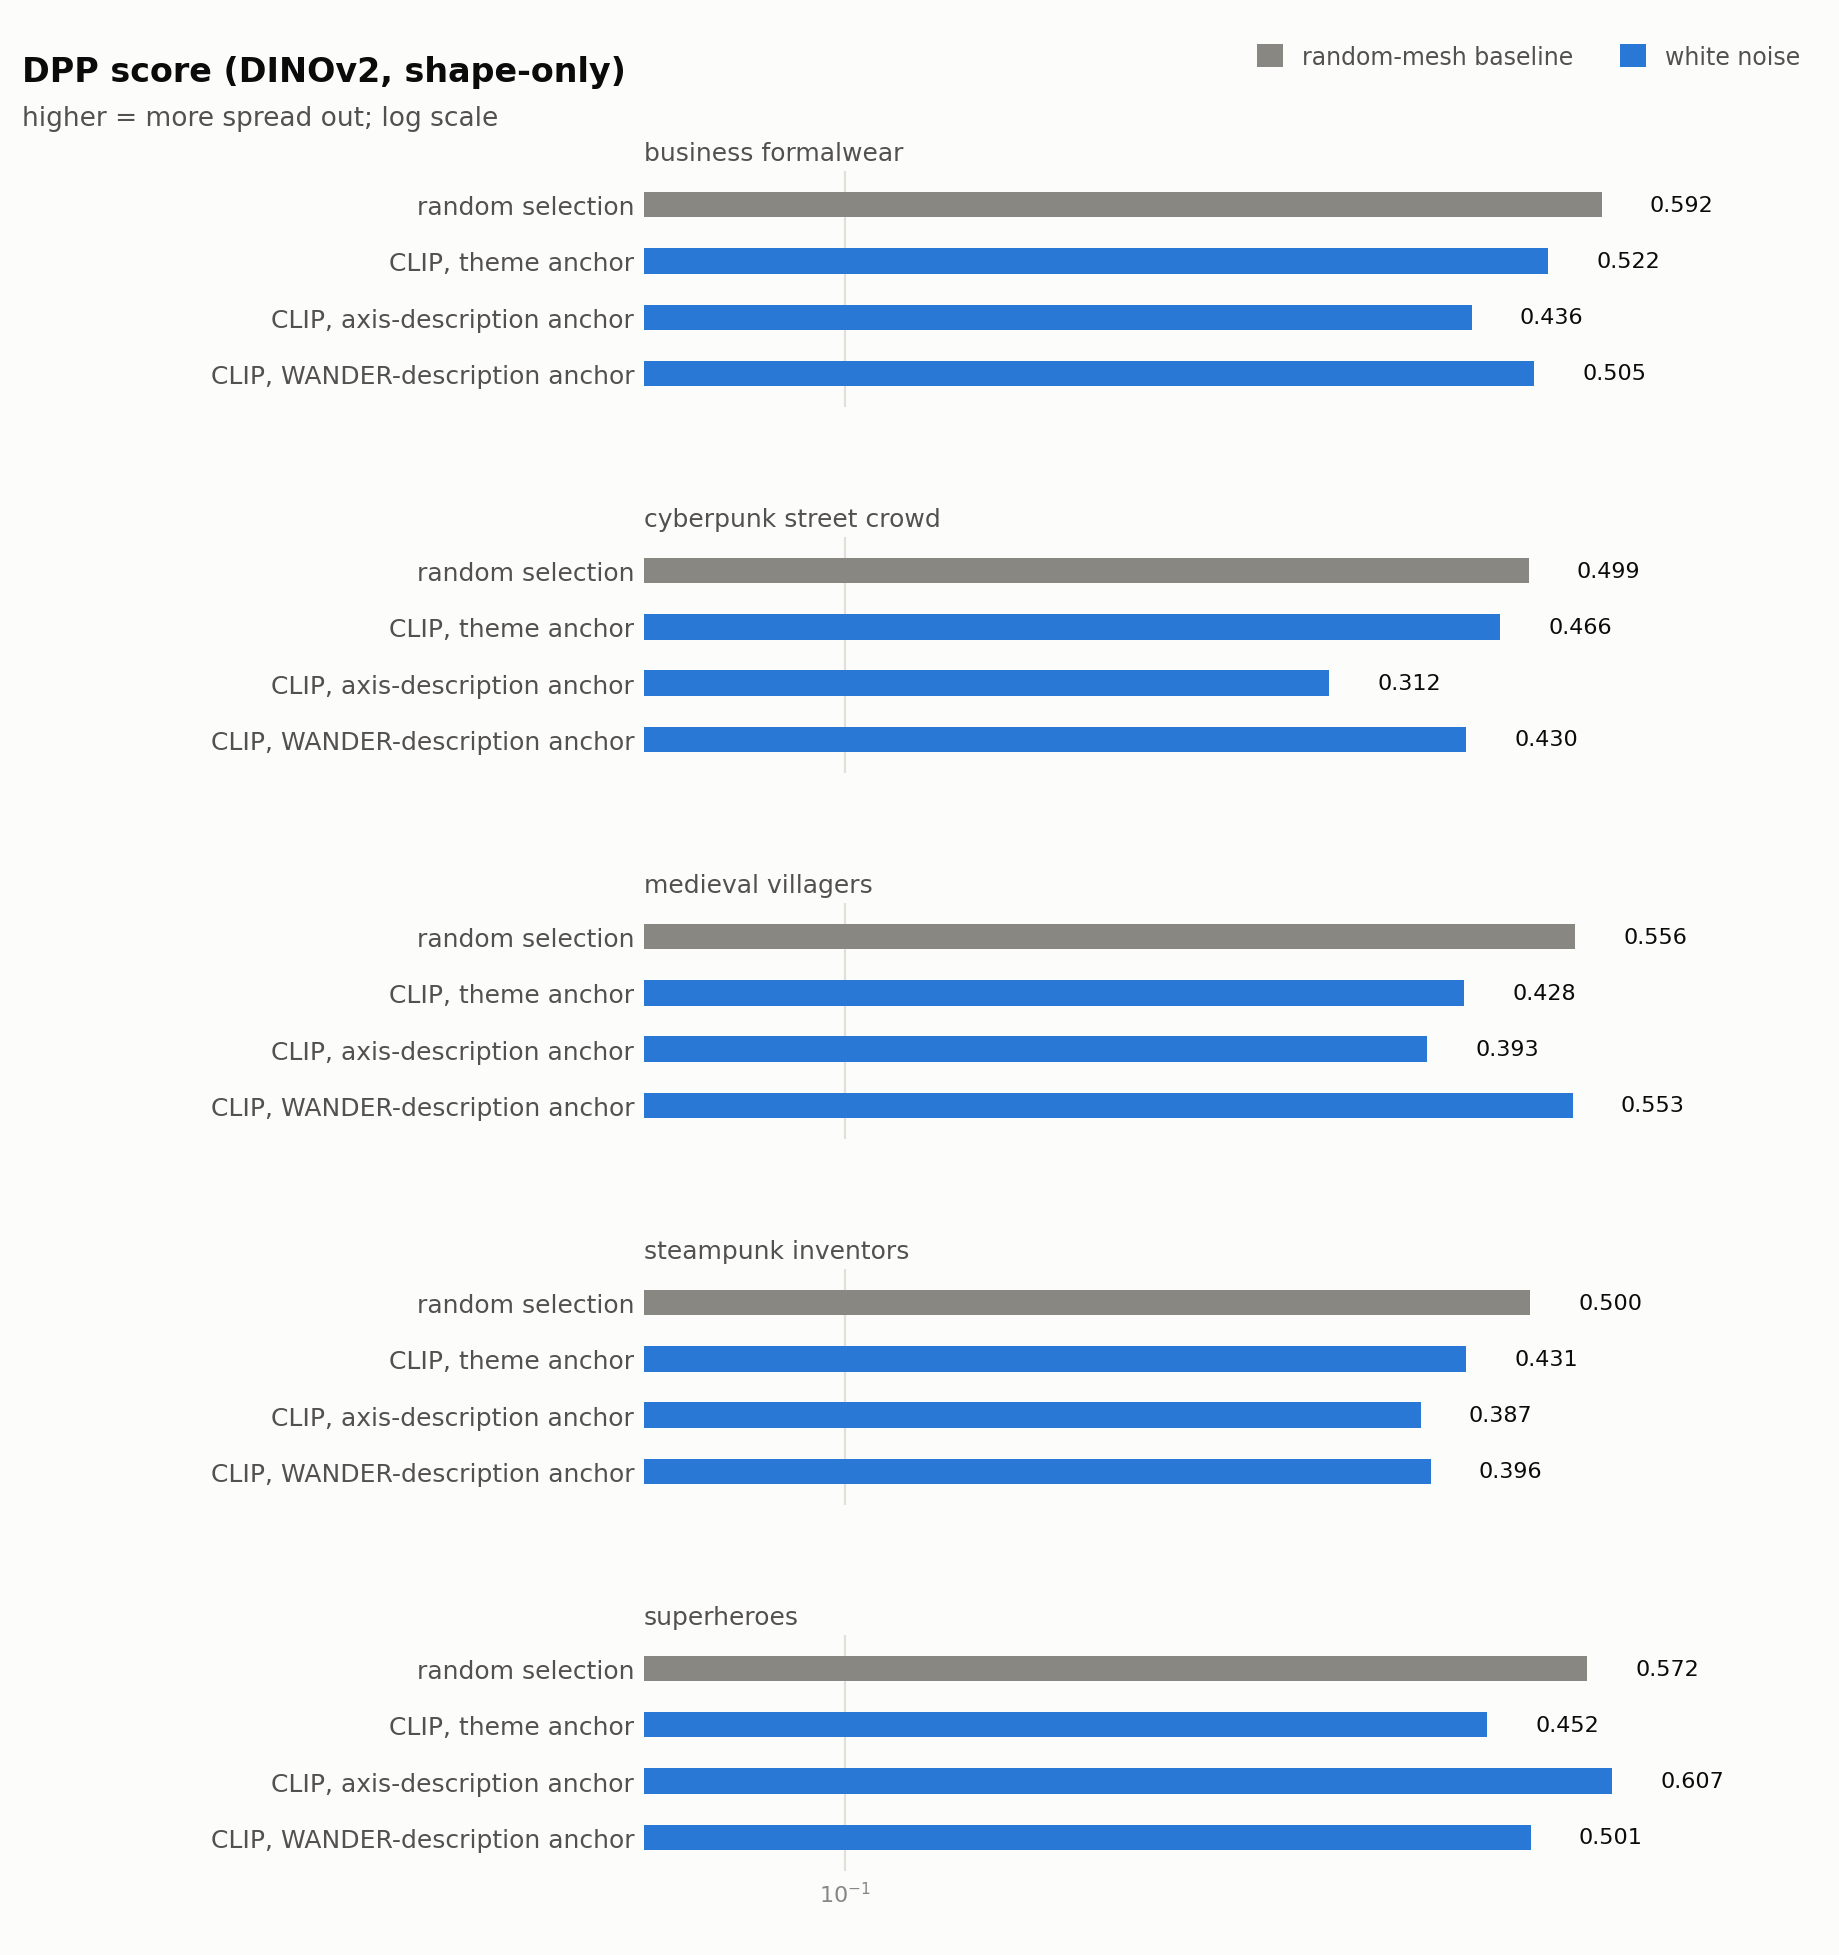 DPP score (DINOv2, shape-only)
higher = more spread out; log scale
random-mesh baseline
white noise
business formalwear
random selection 0.592
CLIP, theme anchor 0.522
CLIP, axis-description anchor 0.436
CLIP, WANDER-description anchor 0.505
cyberpunk street crowd
random selection 0.499
CLIP, theme anchor 0.466
CLIP, axis-description anchor 0.312
CLIP, WANDER-description anchor 0.430
medieval villagers
random selection 0.556
CLIP, theme anchor 0.428
CLIP, axis-description anchor 0.393
CLIP, WANDER-description anchor 0.553
steampunk inventors
random selection 0.500
CLIP, theme anchor 0.431
CLIP, axis-description anchor 0.387
CLIP, WANDER-description anchor 0.396
superheroes
random selection 0.572
CLIP, theme anchor 0.452
CLIP, axis-description anchor 0.607
CLIP, WANDER-description anchor 0.501
10⁻¹